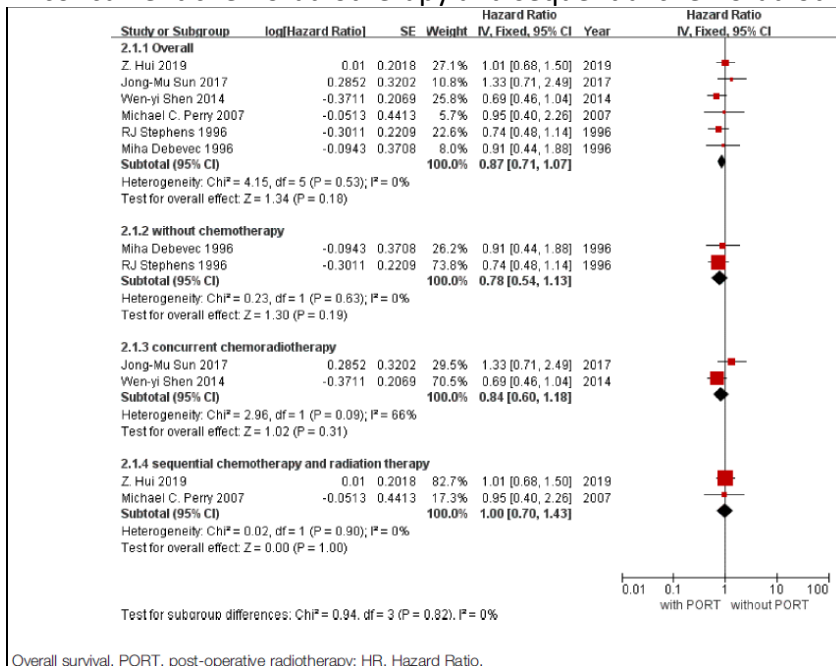 Hazard Ratio Hazard Ratio
Study or Subgroup log[Hazard Ratio] SE Weight IV, Fixed, 95% CI Year IV, Fixed, 95% CI
2.1.1 Overall
Z. Hui 2019 0.01 0.2018 27.1% 1.01 [0.68, 1.50] 2019
Jong-Mu Sun 2017 0.2852 0.3202 10.8% 1.33 [0.71, 2.49] 2017
Wen-yi Shen 2014 -0.3711 0.2069 25.8% 0.69 [0.46, 1.04] 2014
Michael C. Perry 2007 -0.0513 0.4413 5.7% 0.95 [0.40, 2.26] 2007
RJ Stephens 1996 -0.3011 0.2209 22.6% 0.74 [0.48, 1.14] 1996
Miha Debevec 1996 -0.0943 0.3708 8.0% 0.91 [0.44, 1.88] 1996
Subtotal (95% CI) 100.0% 0.87 [0.71, 1.07]
Heterogeneity: Chi² = 4.15, df = 5 (P = 0.53); I² = 0%
Test for overall effect: Z = 1.34 (P = 0.18)
2.1.2 without chemotherapy
Miha Debevec 1996 -0.0943 0.3708 26.2% 0.91 [0.44, 1.88] 1996
RJ Stephens 1996 -0.3011 0.2209 73.8% 0.74 [0.48, 1.14] 1996
Subtotal (95% CI) 100.0% 0.78 [0.54, 1.13]
Heterogeneity: Chi² = 0.23, df = 1 (P = 0.63); I² = 0%
Test for overall effect: Z = 1.30 (P = 0.19)
2.1.3 concurrent chemoradiotherapy
Jong-Mu Sun 2017 0.2852 0.3202 29.5% 1.33 [0.71, 2.49] 2017
Wen-yi Shen 2014 -0.3711 0.2069 70.5% 0.69 [0.46, 1.04] 2014
Subtotal (95% CI) 100.0% 0.84 [0.60, 1.18]
Heterogeneity: Chi² = 2.96, df = 1 (P = 0.09); I² = 66%
Test for overall effect: Z = 1.02 (P = 0.31)
2.1.4 sequential chemotherapy and radiation therapy
Z. Hui 2019 0.01 0.2018 82.7% 1.01 [0.68, 1.50] 2019
Michael C. Perry 2007 -0.0513 0.4413 17.3% 0.95 [0.40, 2.26] 2007
Subtotal (95% CI) 100.0% 1.00 [0.70, 1.43]
Heterogeneity: Chi² = 0.02, df = 1 (P = 0.90); I² = 0%
Test for overall effect: Z = 0.00 (P = 1.00)
0.01 0.1 1 10 100
with PORT without PORT
Test for subgroup differences: Chi² = 0.94, df = 3 (P = 0.82), I² = 0%
Overall survival. PORT, post-operative radiotherapy; HR, Hazard Ratio.